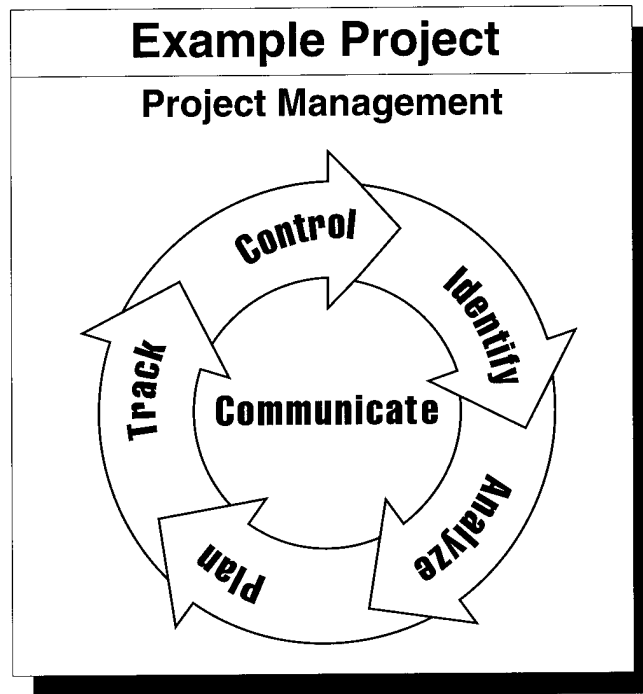 Example Project
Project Management
Control
Identify
Analyze
Plan
Track
Communicate